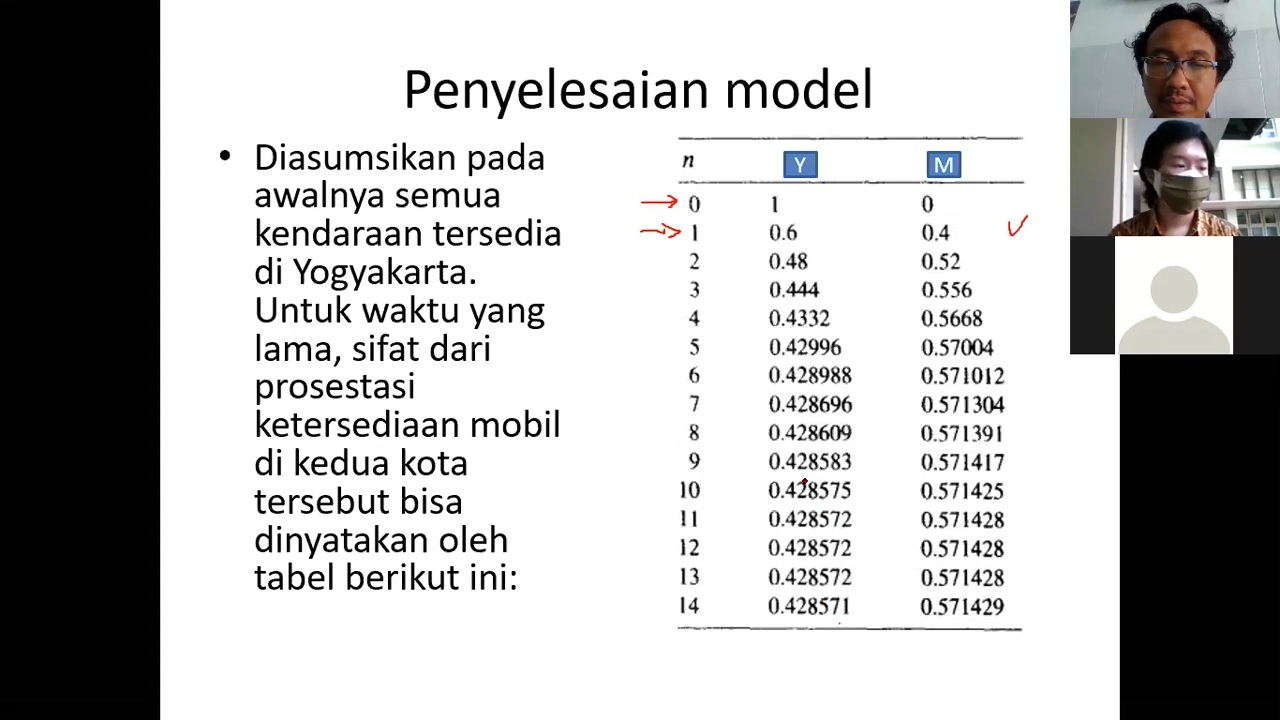 Penyelesaian model
• Diasumsikan pada
awalnya semua
kendaraan tersedia
di Yogyakarta.
Untuk waktu yang
lama, sifat dari
prosestasi
ketersediaan mobil
di kedua kota
tersebut bisa
dinyatakan oleh
tabel berikut ini:
n Y M
0 1 0
1 0.6 0.4
2 0.48 0.52
3 0.444 0.556
4 0.4332 0.5668
5 0.42996 0.57004
6 0.428988 0.571012
7 0.428696 0.571304
8 0.428609 0.571391
9 0.428583 0.571417
10 0.428575 0.571425
11 0.428572 0.571428
12 0.428572 0.571428
13 0.428572 0.571428
14 0.428571 0.571429